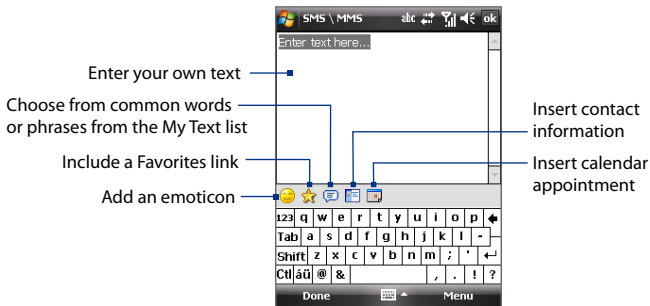 SMS \ MMS abc ok
Enter text here...
Enter your own text
Choose from common words
or phrases from the My Text list
Include a Favorites link
Add an emoticon
Insert contact
information
Insert calendar
appointment
123 q w e r t y u i o p
Tab a s d f g h j k l -
Shift z x c v b n m ; '
Ctl áü @ & , . ! ?
Done Menu